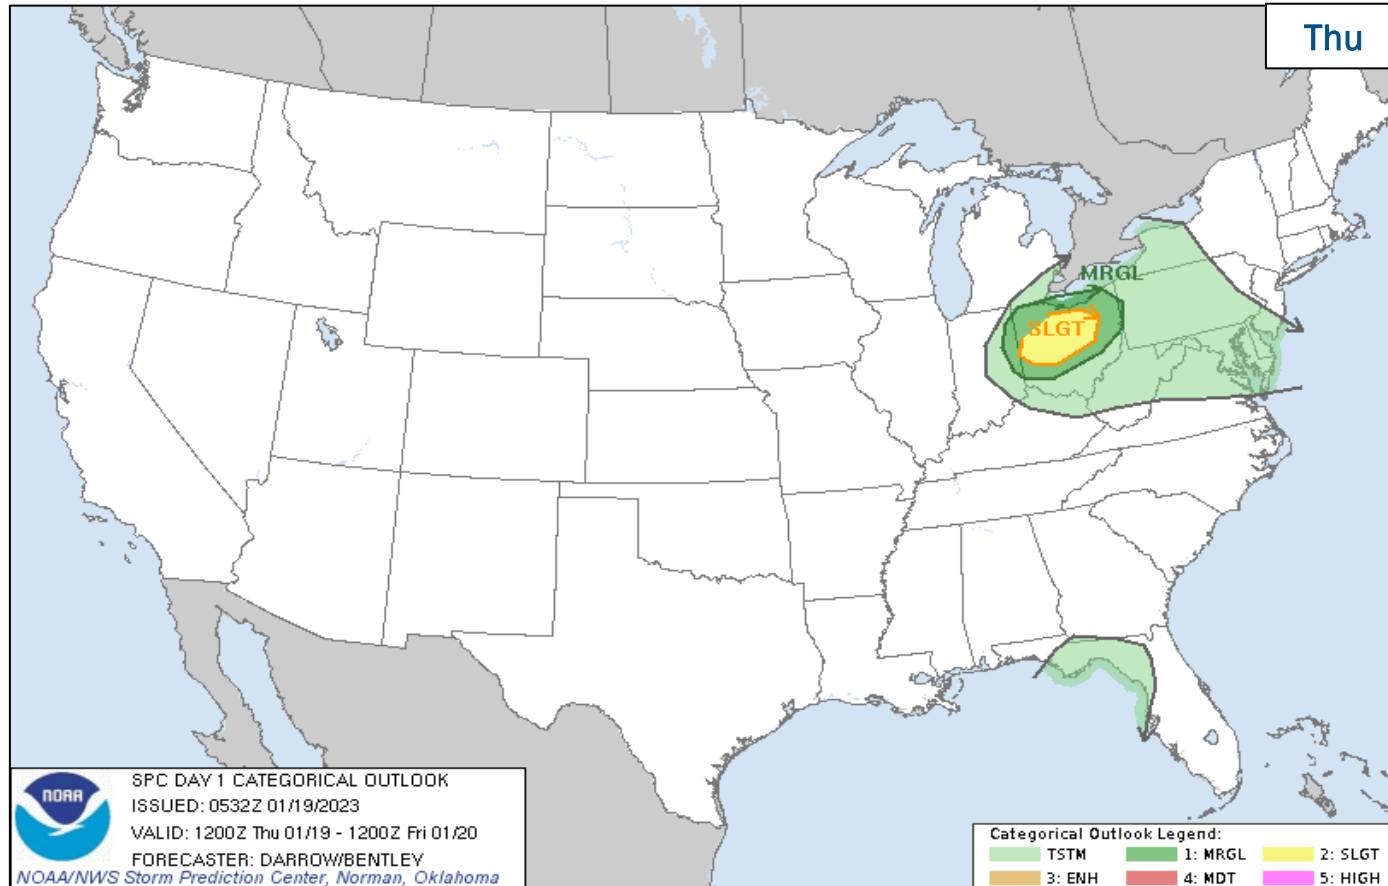 Thu
MRGL
SLGT
NOAA
SPC DAY 1 CATEGORICAL OUTLOOK
ISSUED: 0532Z 01/19/2023
VALID: 1200Z Thu 01/19 - 1200Z Fri 01/20
FORECASTER: DARROW/BENTLEY
NOAA/NWS Storm Prediction Center, Norman, Oklahoma
Categorical Outlook Legend:
TSTM 1: MRGL 2: SLGT
3: ENH 4: MDT 5: HIGH